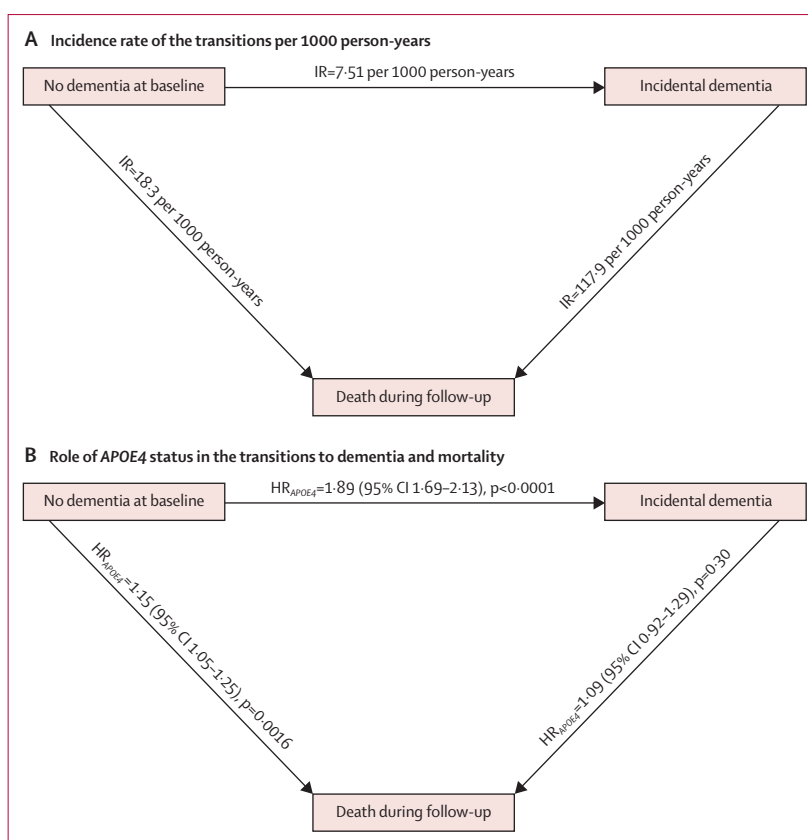 A Incidence rate of the transitions per 1000 person-years
No dementia at baseline
IR=7·51 per 1000 person-years
Incidental dementia
IR=18·3 per 1000 person-years
IR=117·9 per 1000 person-years
Death during follow-up
B Role of APOE4 status in the transitions to dementia and mortality
No dementia at baseline
HRAPOE4=1·89 (95% CI 1·69–2·13), p<0·0001
Incidental dementia
HRAPOE4=1·15 (95% CI 1·05–1·25), p=0·0016
HRAPOE4=1·09 (95% CI 0·92–1·29), p=0·30
Death during follow-up